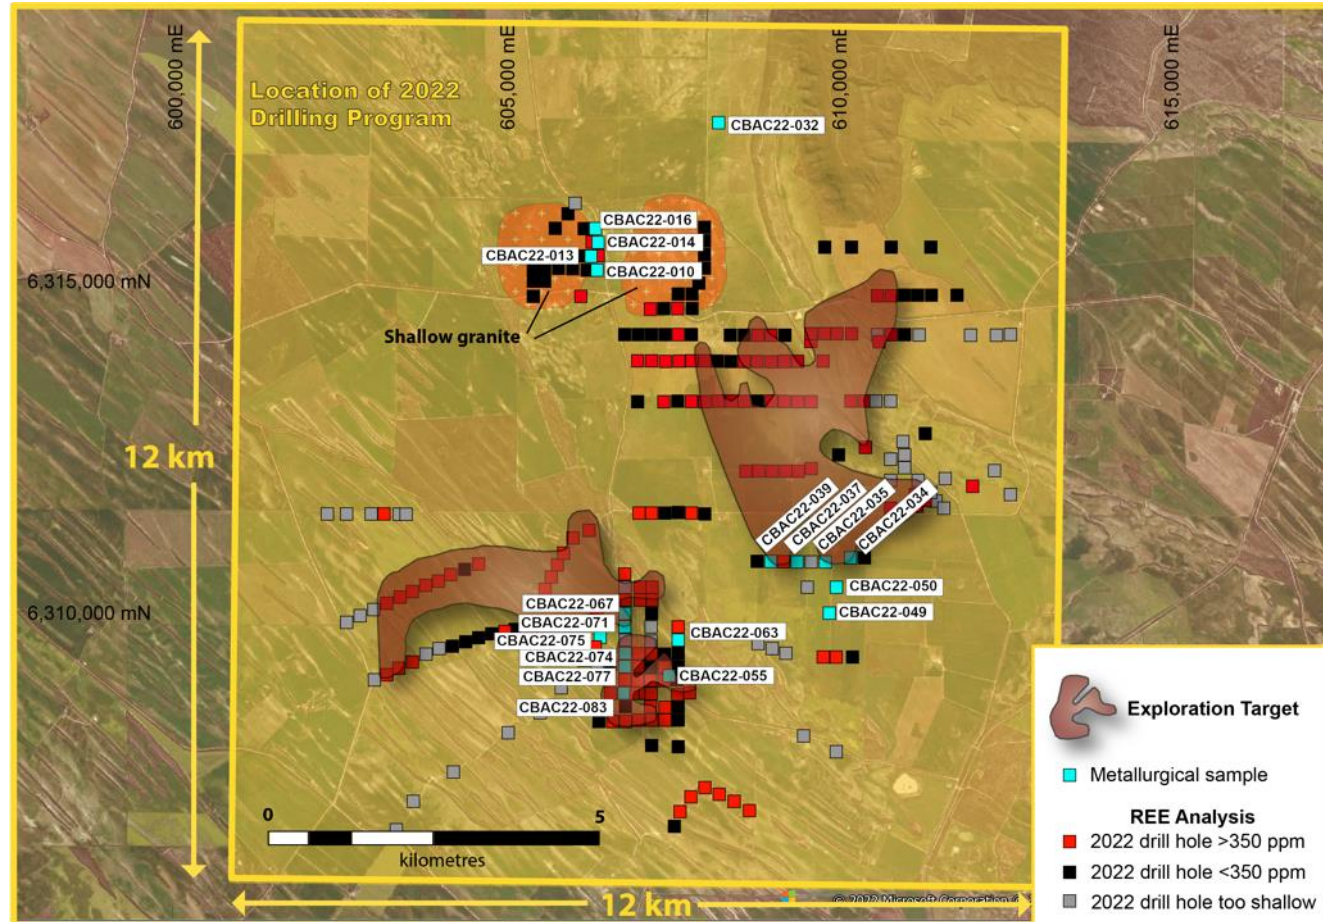 600,000 mE
605,000 mE
610,000 mE
615,000 mE
Location of 2022
Drilling Program
CBAC22-032
CBAC22-016
CBAC22-014
CBAC22-013
CBAC22-010
6,315,000 mN
Shallow granite
12 km
CBAC22-039
CBAC22-037
CBAC22-035
CBAC22-034
CBAC22-050
6,310,000 mN
CBAC22-067
CBAC22-049
CBAC22-071
CBAC22-063
CBAC22-075
CBAC22-074
CBAC22-077
CBAC22-055
CBAC22-083
Exploration Target
Metallurgical sample
0
5
kilometres
REE Analysis
2022 drill hole >350 ppm
2022 drill hole <350 ppm
2022 drill hole too shallow
© 2022 Microsoft Corporation
12 km